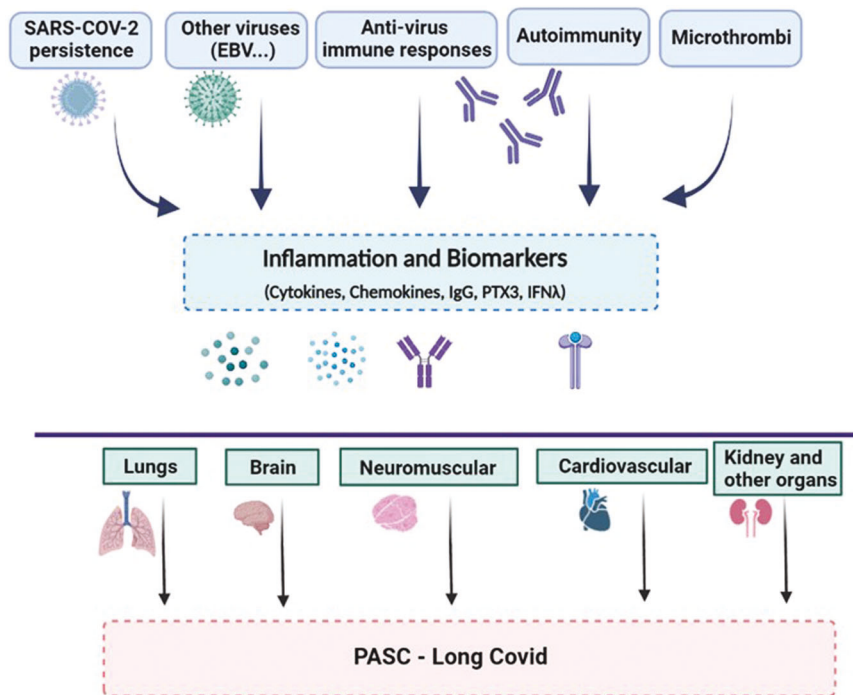 SARS-COV-2
persistence
Other viruses
(EBV...)
Anti-virus
immune responses
Autoimmunity
Microthrombi
Inflammation and Biomarkers
(Cytokines, Chemokines, IgG, PTX3, IFNλ)
Lungs
Brain
Neuromuscular
Cardiovascular
Kidney and
other organs
PASC - Long Covid